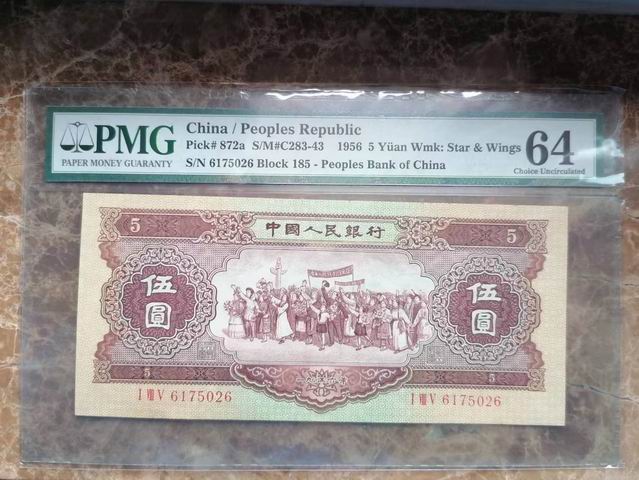 PMG
PAPER MONEY GUARANTY
China / Peoples Republic
Pick# 872a S/M#C283-43 1956 5 Yüan Wmk: Star & Wings
S/N 6175026 Block 185 - Peoples Bank of China
64
Choice Uncirculated
5 中國人民銀行 5
伍圓 伍圓
I VIII V 6175026 I VIII V 6175026